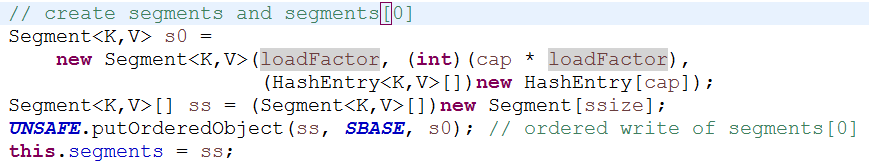 // create segments and segments[0]
Segment<K,V> s0 =
new Segment<K,V>(loadFactor, (int)(cap * loadFactor),
(HashEntry<K,V>[])new HashEntry[cap]);
Segment<K,V>[] ss = (Segment<K,V>[])new Segment[ssize];
UNSAFE.putOrderedObject(ss, SBASE, s0); // ordered write of segments[0]
this.segments = ss;